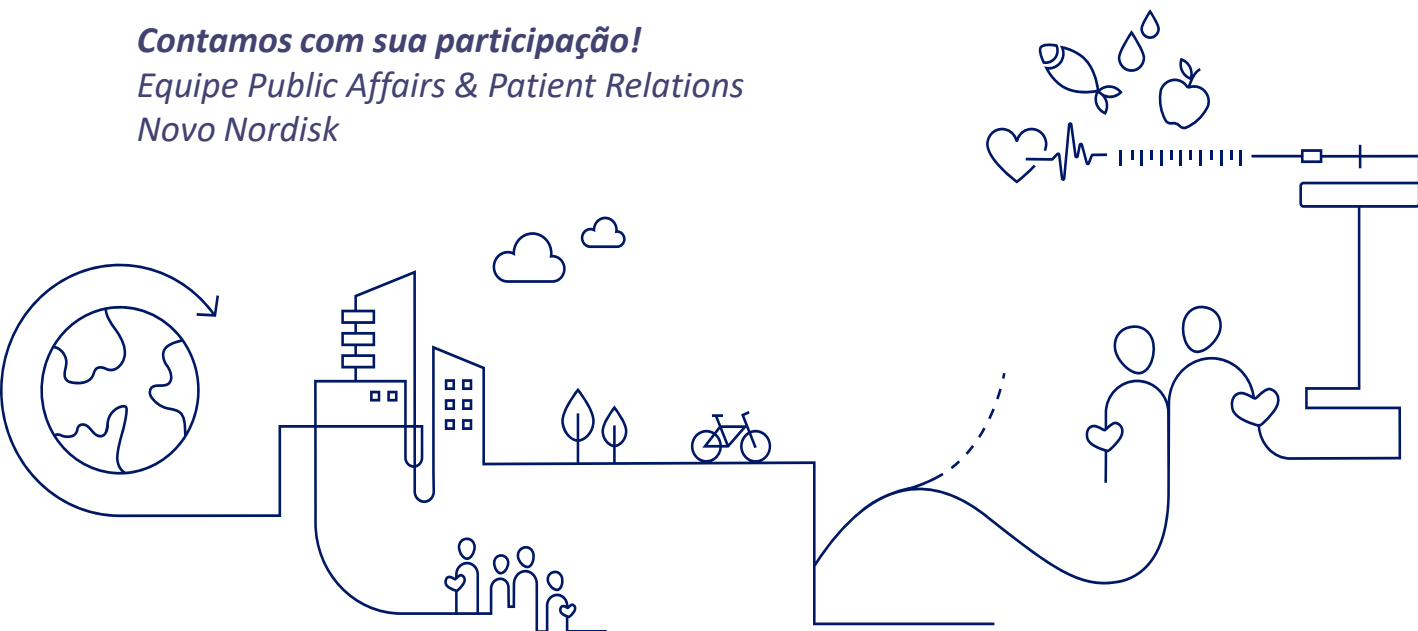 Contamos com sua participação!
Equipe Public Affairs & Patient Relations
Novo Nordisk